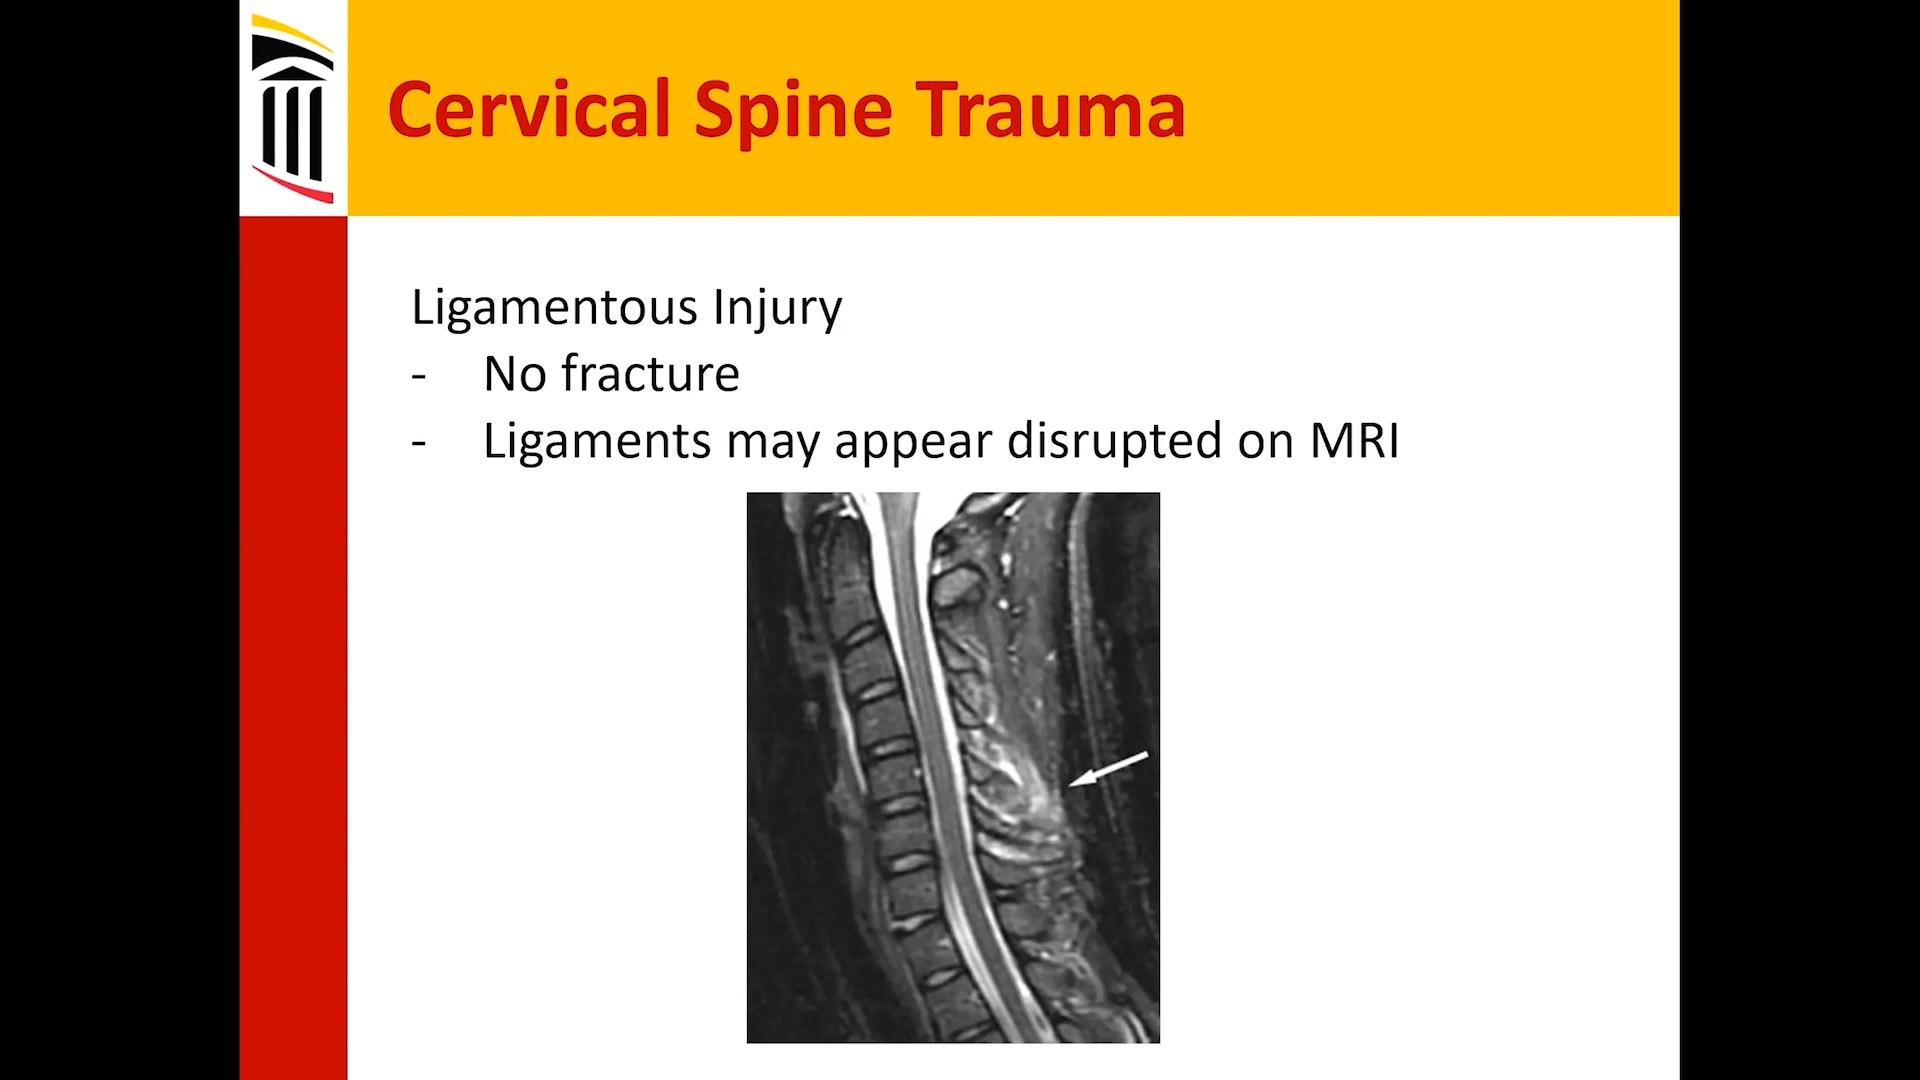 Cervical Spine Trauma
Ligamentous Injury
- No fracture
- Ligaments may appear disrupted on MRI